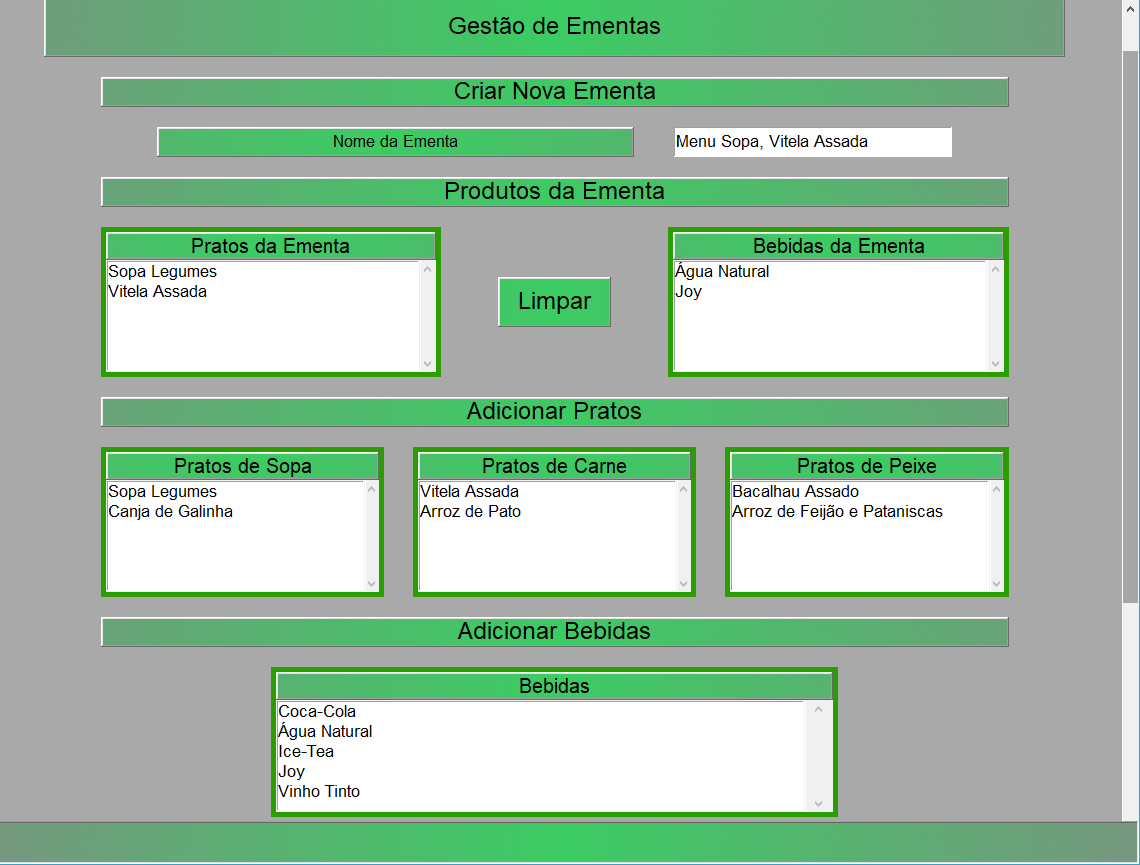 Gestão de Ementas
Criar Nova Ementa
Nome da Ementa
Menu Sopa, Vitela Assada
Produtos da Ementa
Pratos da Ementa
Sopa Legumes
Vitela Assada
Limpar
Bebidas da Ementa
Água Natural
Joy
Adicionar Pratos
Pratos de Sopa
Sopa Legumes
Canja de Galinha
Pratos de Carne
Vitela Assada
Arroz de Pato
Pratos de Peixe
Bacalhau Assado
Arroz de Feijão e Pataniscas
Adicionar Bebidas
Bebidas
Coca-Cola
Água Natural
Ice-Tea
Joy
Vinho Tinto